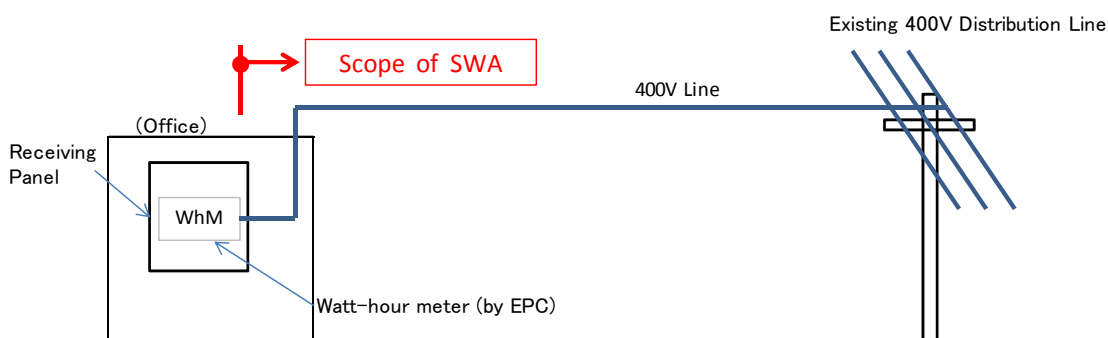 Existing 400V Distribution Line
Scope of SWA
400V Line
(Office)
Receiving
Panel
WhM
Watt-hour meter (by EPC)